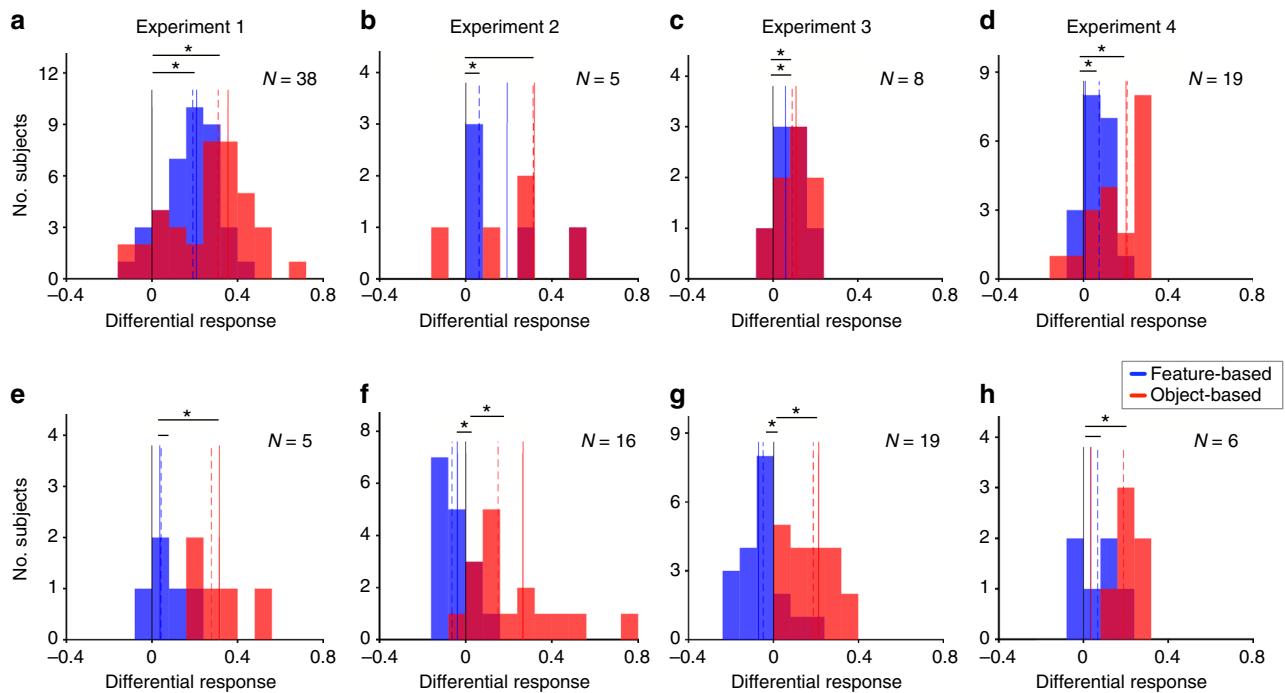 a Experiment 1
b Experiment 2
c Experiment 3
d Experiment 4
* * N = 38
* N = 5
* * N = 8
* * N = 19
No. subjects
12 9 6 3 0
4 3 2 1 0
4 3 2 1 0
9 6 3 0
−0.4 0 0.4 0.8
−0.4 0 0.4 0.8
−0.4 0 0.4 0.8
−0.4 0 0.4 0.8
Differential response
Differential response
Differential response
Differential response
Feature-based
Object-based
e
f
g
h
* N = 5
* * N = 16
* * N = 19
* N = 6
No. subjects
4 3 2 1 0
8 6 4 2 0
9 6 3 0
4 3 2 1 0
−0.4 0 0.4 0.8
−0.4 0 0.4 0.8
−0.4 0 0.4 0.8
−0.4 0 0.4 0.8
Differential response
Differential response
Differential response
Differential response